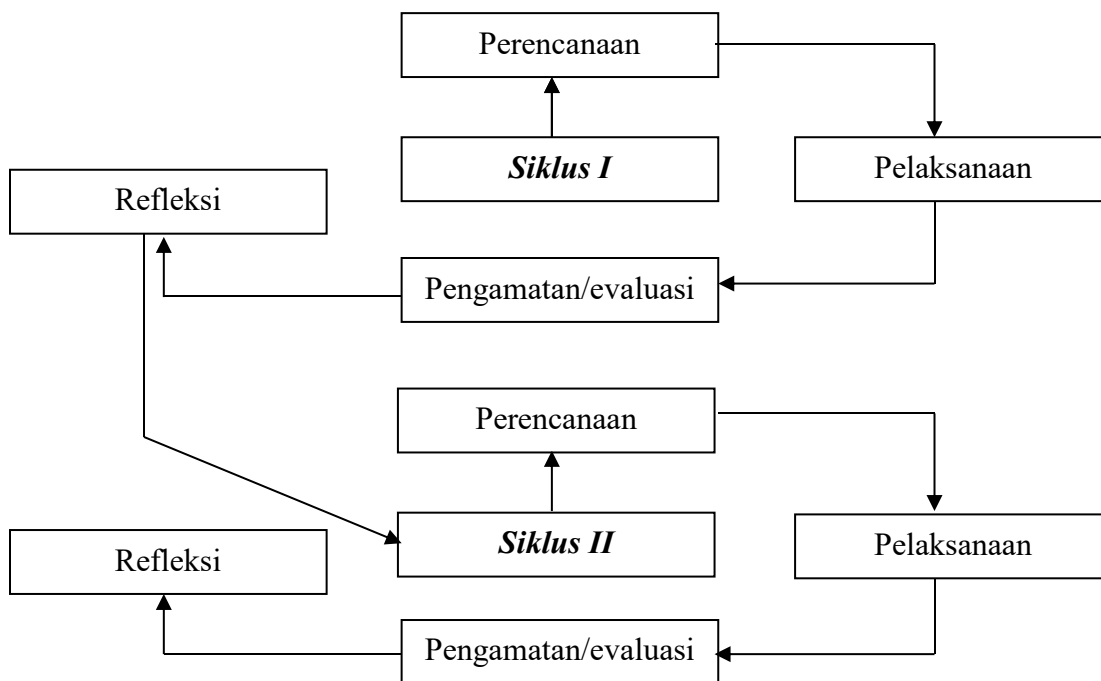 Perencanaan
Siklus I
Pelaksanaan
Refleksi
Pengamatan/evaluasi
Perencanaan
Siklus II
Pelaksanaan
Refleksi
Pengamatan/evaluasi